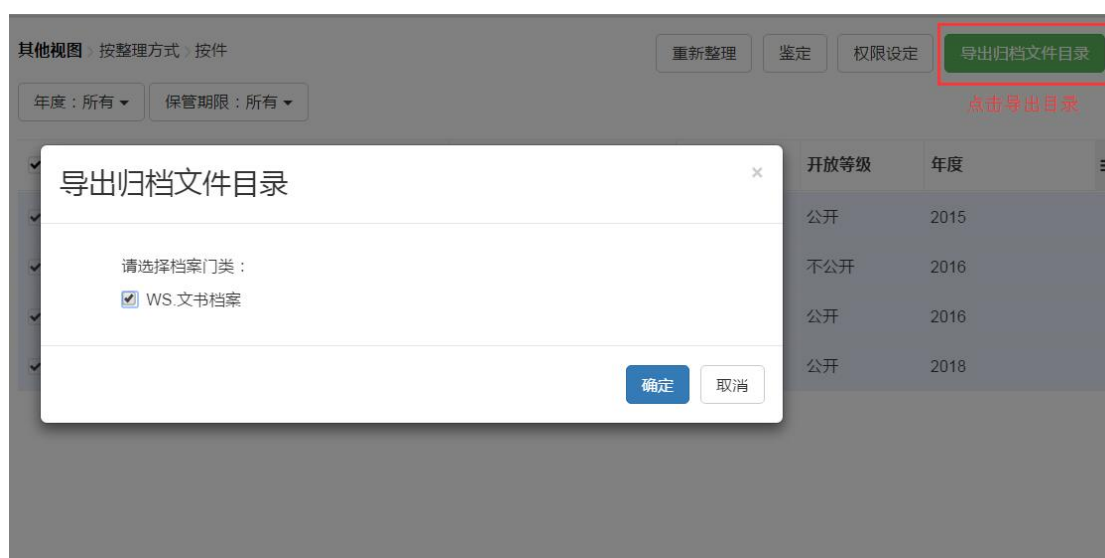 其他视图 > 按整理方式 > 按件
重新整理 鉴定 权限设定 导出归档文件目录
年度：所有 保管期限：所有
点击导出目录
导出归档文件目录 ×
开放等级 年度
公开 2015
请选择档案门类：
不公开 2016
WS.文书档案
公开 2016
公开 2018
确定 取消